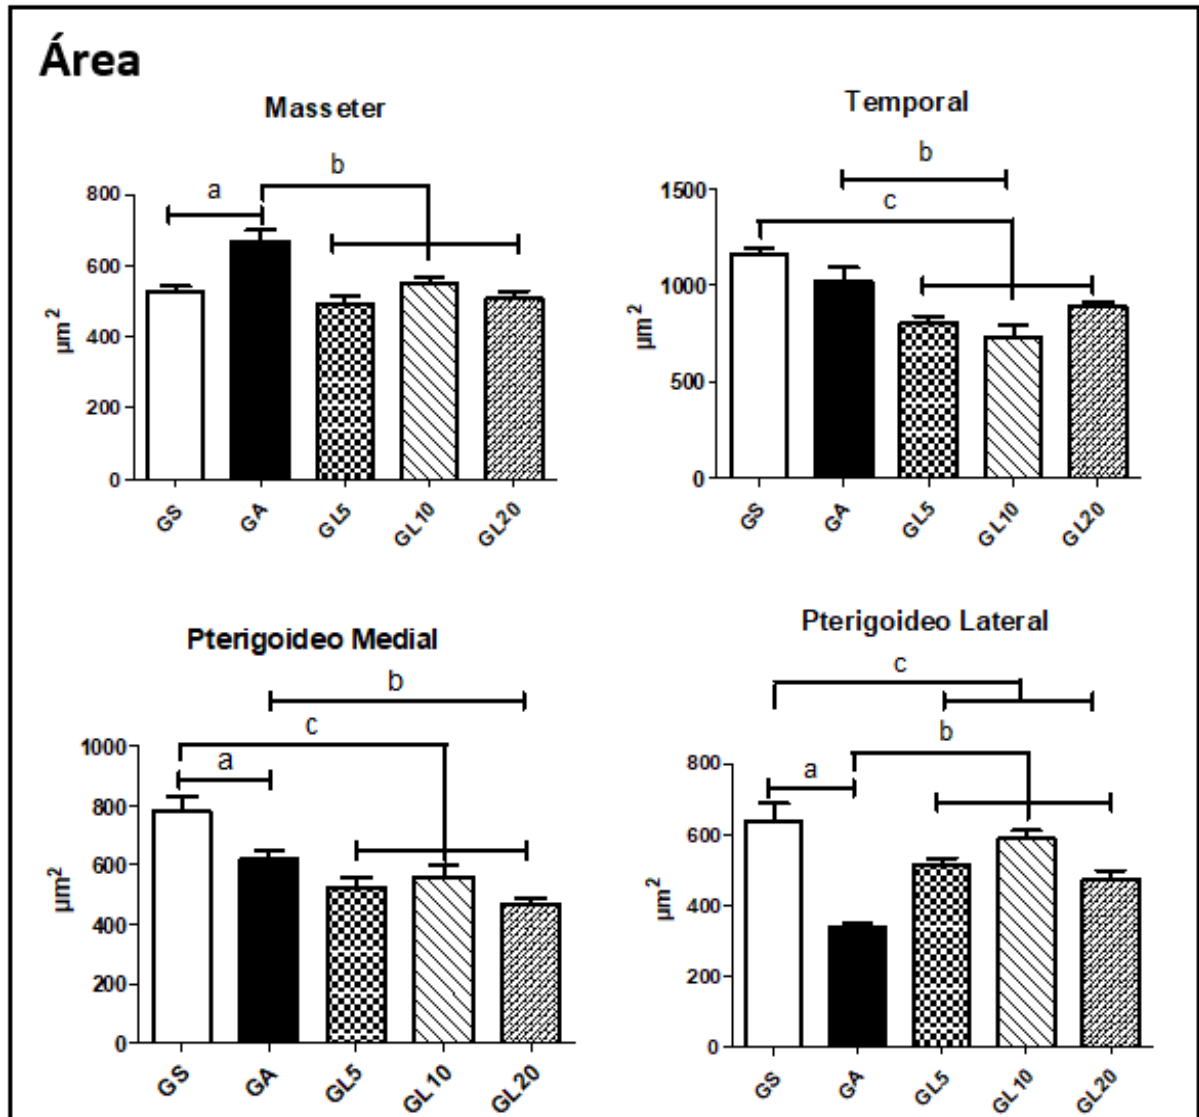 Área
Masseter
a
b
800
600
400
200
0
µm²
GS
GA
GL5
GL10
GL20
Temporal
b
c
1500
1000
500
0
µm²
GS
GA
GL5
GL10
GL20
Pterigoideo Medial
b
c
a
1000
800
600
400
200
0
µm²
GS
GA
GL5
GL10
GL20
Pterigoideo Lateral
c
b
a
800
600
400
200
0
µm²
GS
GA
GL5
GL10
GL20